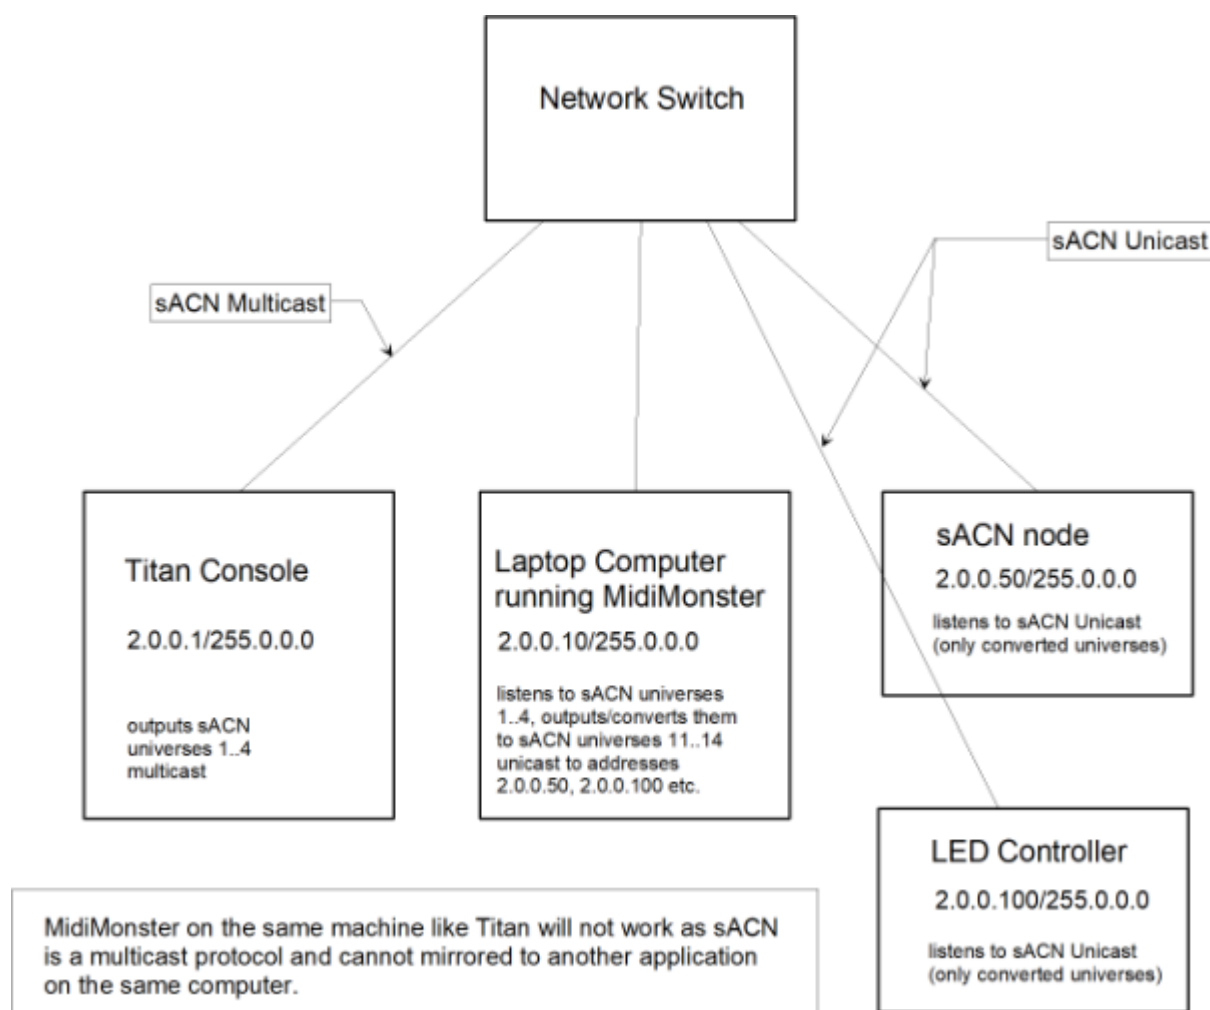 Network Switch
sACN Unicast
sACN Multicast
Titan Console
2.0.0.1/255.0.0.0
outputs sACN
universes 1..4
multicast
Laptop Computer
running MidiMonster
2.0.0.10/255.0.0.0
listens to sACN universes
1..4, outputs/converts them
to sACN universes 11..14
unicast to addresses
2.0.0.50, 2.0.0.100 etc.
sACN node
2.0.0.50/255.0.0.0
listens to sACN Unicast
(only converted universes)
LED Controller
2.0.0.100/255.0.0.0
listens to sACN Unicast
(only converted universes)
MidiMonster on the same machine like Titan will not work as sACN
is a multicast protocol and cannot mirrored to another application
on the same computer.